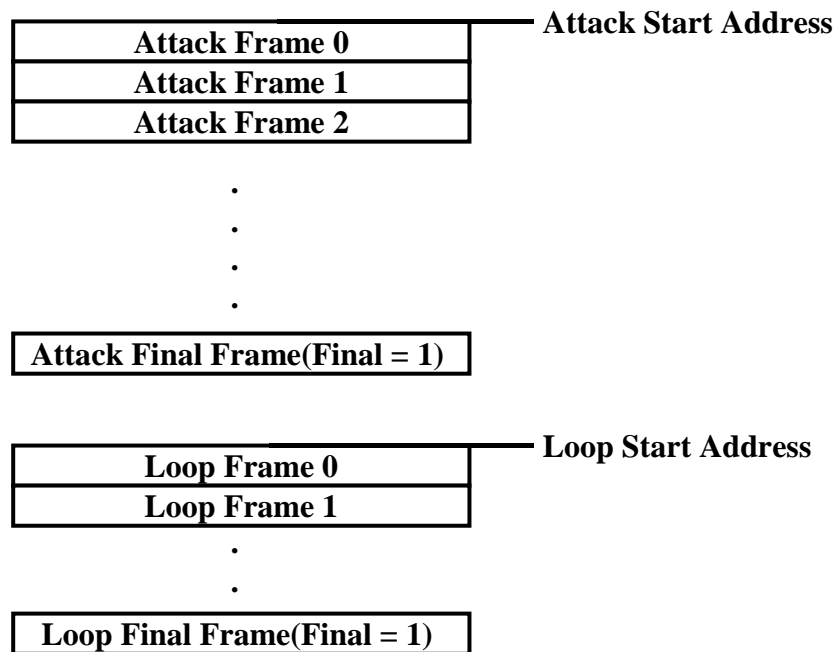 Attack Start Address
Attack Frame 0
Attack Frame 1
Attack Frame 2
.
.
.
.
Attack Final Frame(Final = 1)
Loop Start Address
Loop Frame 0
Loop Frame 1
.
.
Loop Final Frame(Final = 1)